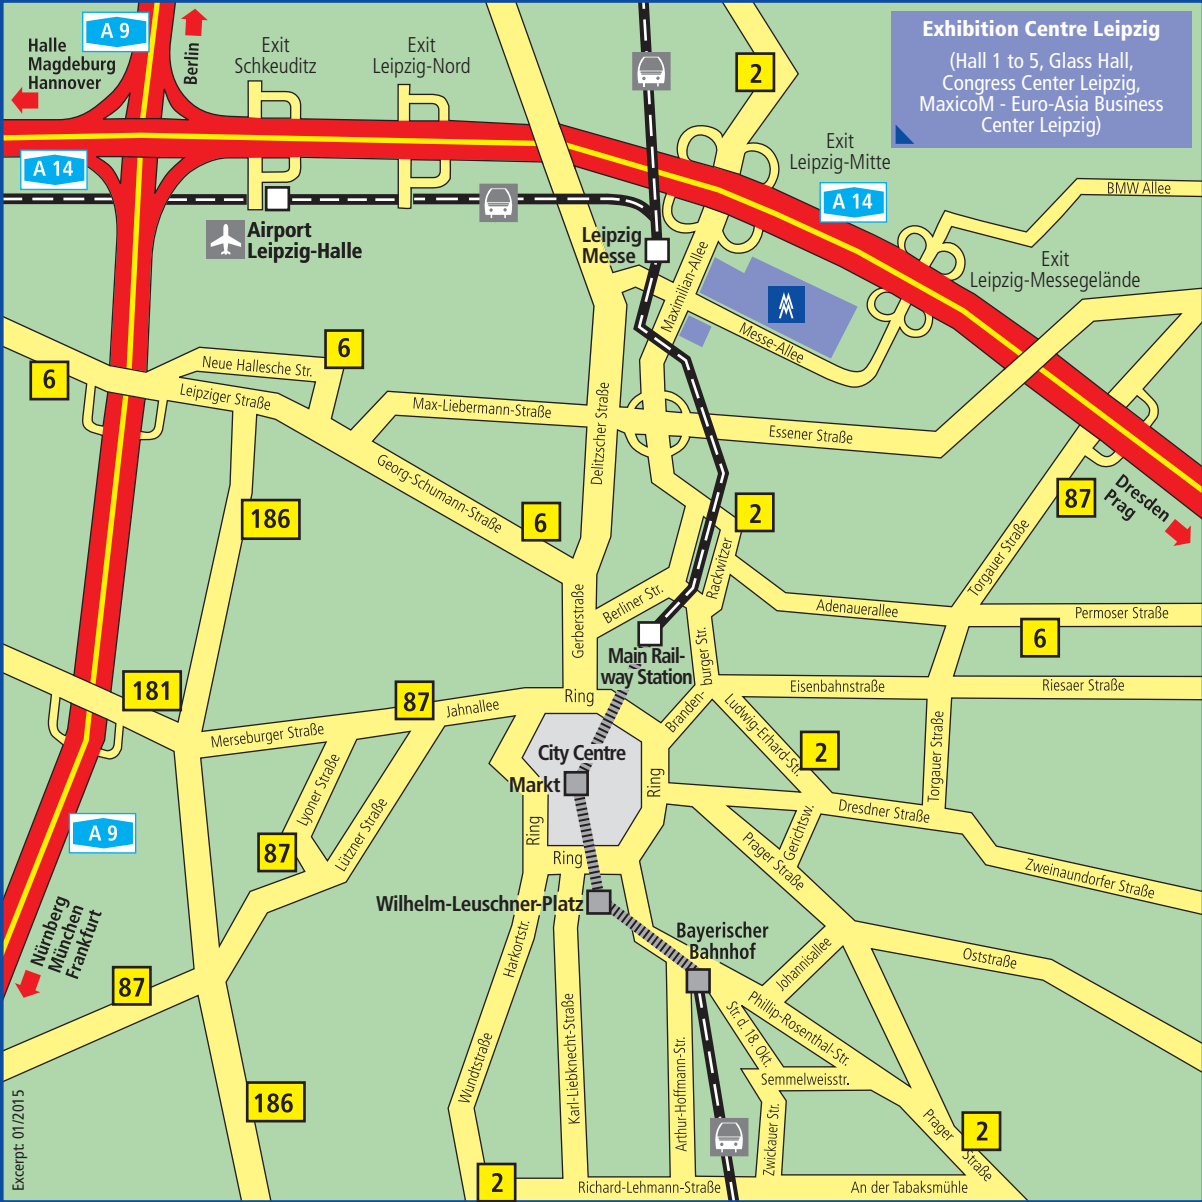 A 9
Berlin
Halle
Magdeburg
Hannover
Exit
Schkeuditz
Exit
Leipzig-Nord
2
Exhibition Centre Leipzig
(Hall 1 to 5, Glass Hall,
Congress Center Leipzig,
MaxicoM - Euro-Asia Business
Center Leipzig)
Exit
Leipzig-Mitte
A 14
A 14
BMW Allee
Airport
Leipzig-Halle
Leipzig
Messe
Exit
Leipzig-Messegelände
Maximilian-Allee
Messe-Allee
6
Neue Hallesche Str.
6
Leipziger Straße
Max-Liebermann-Straße
Delitzscher Straße
Essener Straße
Georg-Schumann-Straße
186
6
2
87
Dresden
Prag
Rackwitzer
Torgauer Straße
Gerberstraße
Berliner Str.
Adenauerallee
Permoser Straße
6
Main Rail-
way Station
Branden-
burger Str.
Eisenbahnstraße
Riesaer Straße
181
87
Jahnallee
Ring
Merseburger Straße
Ludwig-Erhard-Str.
2
Torgauer Straße
City Centre
Markt
Ring
Lyoner Straße
Lützner Straße
Ring
Ring
Dresdner Straße
Gerichtsw.
Prager Straße
A 9
87
Zweinaundorfer Straße
Wilhelm-Leuschner-Platz
Nürnberg
München
Frankfurt
Harkortstr.
Bayerischer
Bahnhof
Johannisallee
Oststraße
87
Str. d. 18. Okt.
Phillip-Rosenthal-Str.
Wundtstraße
Karl-Liebknecht-Straße
Arthur-Hoffmann-Str.
Semmelweisstr.
186
Zwickauer Str.
Prager Straße
2
2
Richard-Lehmann-Straße
An der Tabaksmühle
Excerpt: 01/2015